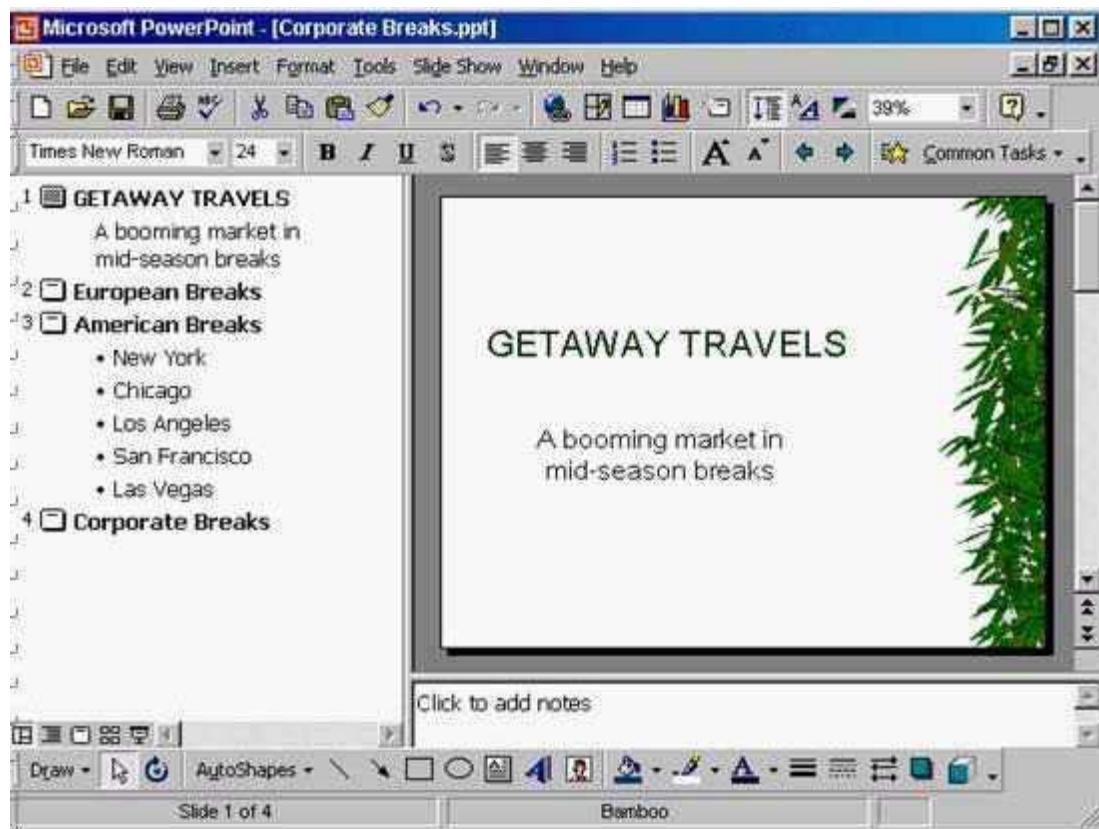 Microsoft PowerPoint - [Corporate Breaks.ppt]
File Edit View Insert Format Tools Slide Show Window Help
39%
Times New Roman 24 B I U S A A Common Tasks
1 GETAWAY TRAVELS
A booming market in
mid-season breaks
2 European Breaks
3 American Breaks
• New York
• Chicago
• Los Angeles
• San Francisco
• Las Vegas
4 Corporate Breaks
GETAWAY TRAVELS
A booming market in
mid-season breaks
Click to add notes
Draw AutoShapes
Slide 1 of 4 Bamboo